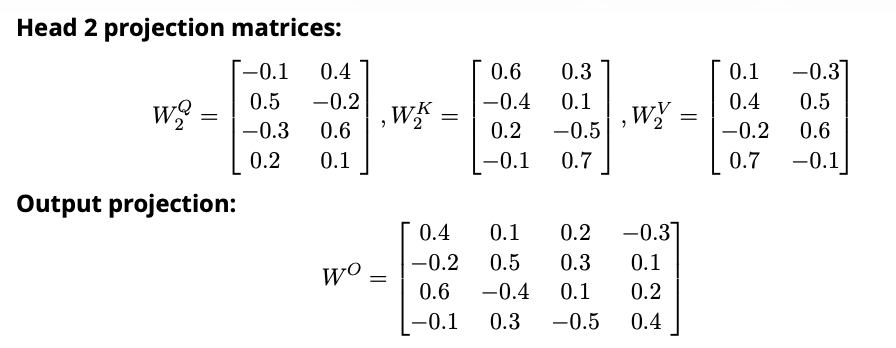 Head 2 projection matrices:
W₂^Q = [−0.1 0.4; 0.5 −0.2; −0.3 0.6; 0.2 0.1], W₂^K = [0.6 0.3; −0.4 0.1; 0.2 −0.5; −0.1 0.7], W₂^V = [0.1 −0.3; 0.4 0.5; −0.2 0.6; 0.7 −0.1]
Output projection:
W^O = [0.4 0.1 0.2 −0.3; −0.2 0.5 0.3 0.1; 0.6 −0.4 0.1 0.2; −0.1 0.3 −0.5 0.4]